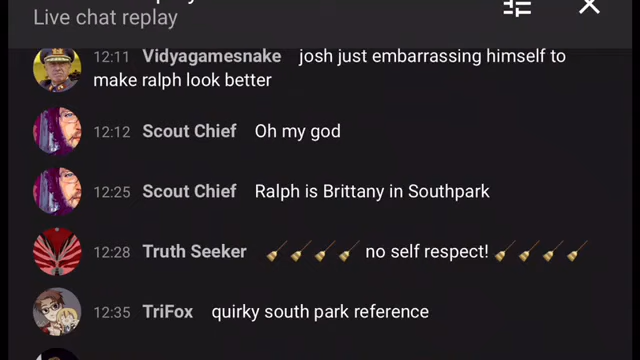 Live chat replay
12:11 Vidyagamesnake josh just embarrassing himself to
make ralph look better
12:12 Scout Chief Oh my god
12:25 Scout Chief Ralph is Brittany in Southpark
12:28 Truth Seeker 🧹🧹🧹🧹 no self respect! 🧹🧹🧹🧹
12:35 TriFox quirky south park reference